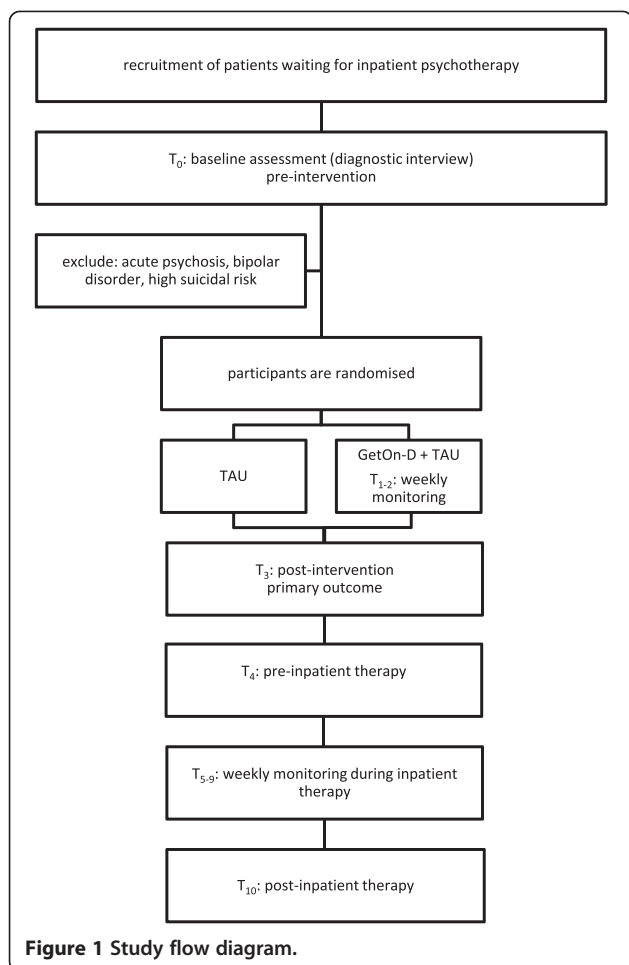 recruitment of patients waiting for inpatient psychotherapy
T₀: baseline assessment (diagnostic interview)
pre-intervention
exclude: acute psychosis, bipolar
disorder, high suicidal risk
participants are randomised
TAU
GetOn-D + TAU
T₁₋₂: weekly
monitoring
T₃: post-intervention
primary outcome
T₄: pre-inpatient therapy
T₅₋₉: weekly monitoring during inpatient
therapy
T₁₀: post-inpatient therapy
Figure 1 Study flow diagram.